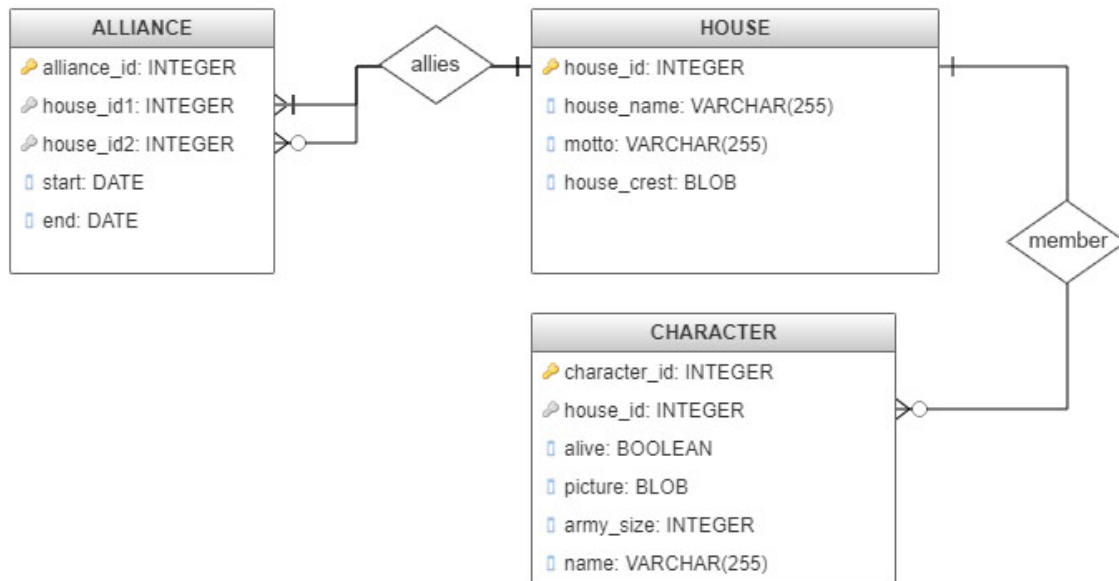 ALLIANCE
alliance_id: INTEGER
house_id1: INTEGER
house_id2: INTEGER
start: DATE
end: DATE
allies
HOUSE
house_id: INTEGER
house_name: VARCHAR(255)
motto: VARCHAR(255)
house_crest: BLOB
member
CHARACTER
character_id: INTEGER
house_id: INTEGER
alive: BOOLEAN
picture: BLOB
army_size: INTEGER
name: VARCHAR(255)